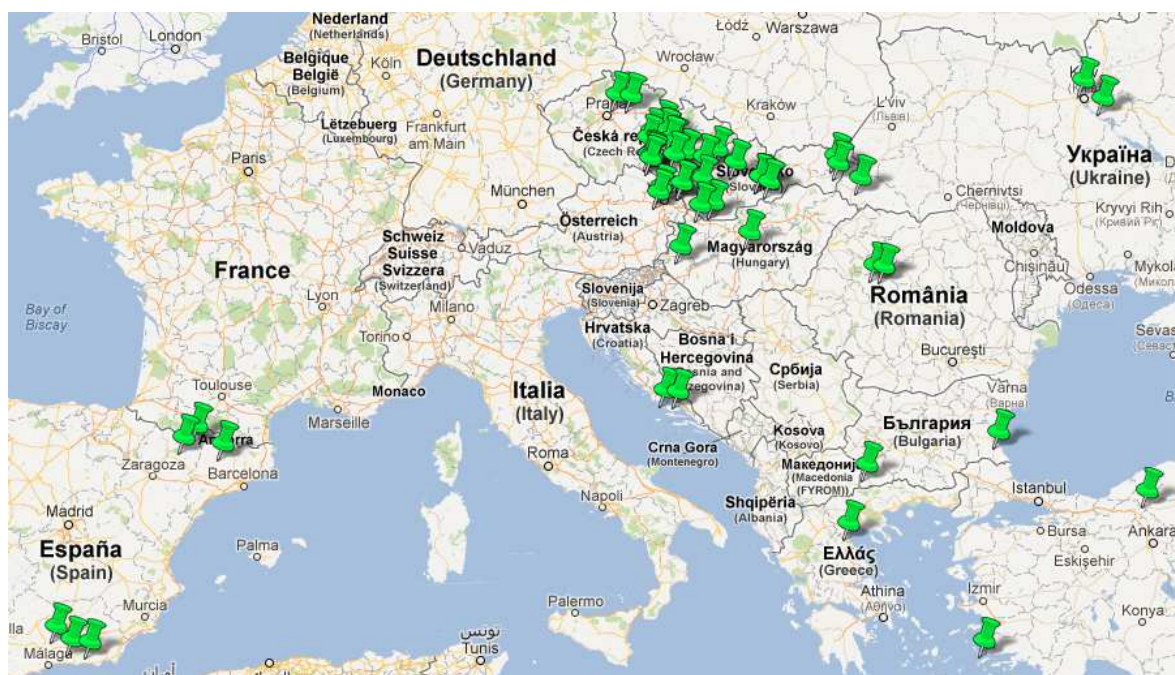 Nederland
(Netherlands)
Bristol
London
België
België
(Belgium)
Köln
Deutschland
(Germany)
Łódź
Warszawa
Wrocław
Praha
Kraków
L'viv
(Львів)
Україна
(Ukraine)
Lëtzebuerg
(Luxembourg)
Frankfurt
am Main
Česká re
(Czech Re
Paris
München
Österreich
(Austria)
Chernivtsi
(Чернівці)
Kryvyi Rih
(Кривий Ріг)
Moldova
Schweiz
Suisse
Svizzera
(Switzerland)
Vaduz
Magyarország
(Hungary)
Chișinău
France
Slovenija
(Slovenia)
Zagreb
România
(Romania)
Odessa
(Одеса)
Mykola
Bay of
Biscay
Lyon
Milano
Torino
Hrvatska
(Croatia)
Bosna i
Hercegovina
București
Србија
(Serbia)
Monaco
Toulouse
Marseille
Italia
(Italy)
Varna
(Варна)
Kosova
(Kosovo)
България
(Bulgaria)
Zaragoza
Barcelona
Roma
Crna Gora
(Montenegro)
(Macedonia
(FYROM))
Madrid
Napoli
Shqipëria
(Albania)
Istanbul
Bursa
Ankara
Eskişehir
España
(Spain)
Palma
Ελλάς
(Greece)
Murcia
Palermo
Athina
(Αθήνα)
Izmir
Konya
Málaga
تونس
Tunis